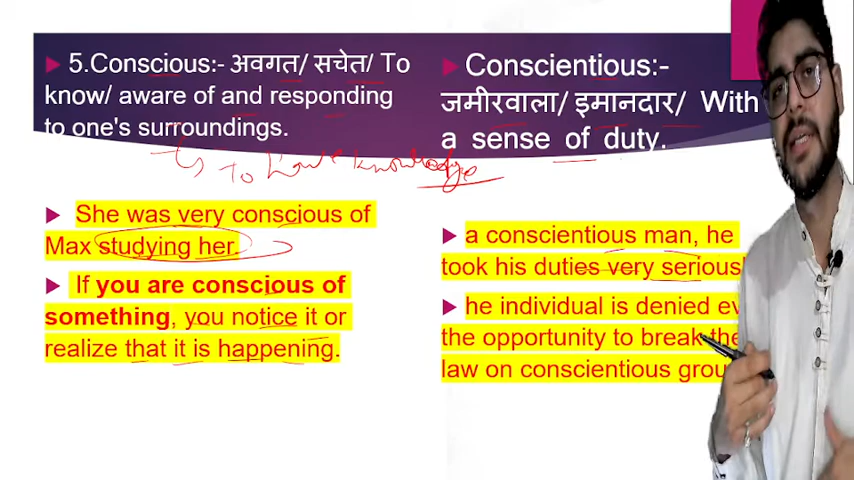 5.Conscious:- अवगत/ सचेत/ To
know/ aware of and responding
to one's surroundings.
To have knowledge
She was very conscious of
Max studying her.
If you are conscious of
something, you notice it or
realize that it is happening.
Conscientious:-
जमीरवाला/ इमानदार/ With
a sense of duty.
a conscientious man, he
took his duties very serious
he individual is denied ev
the opportunity to break the
law on conscientious grou